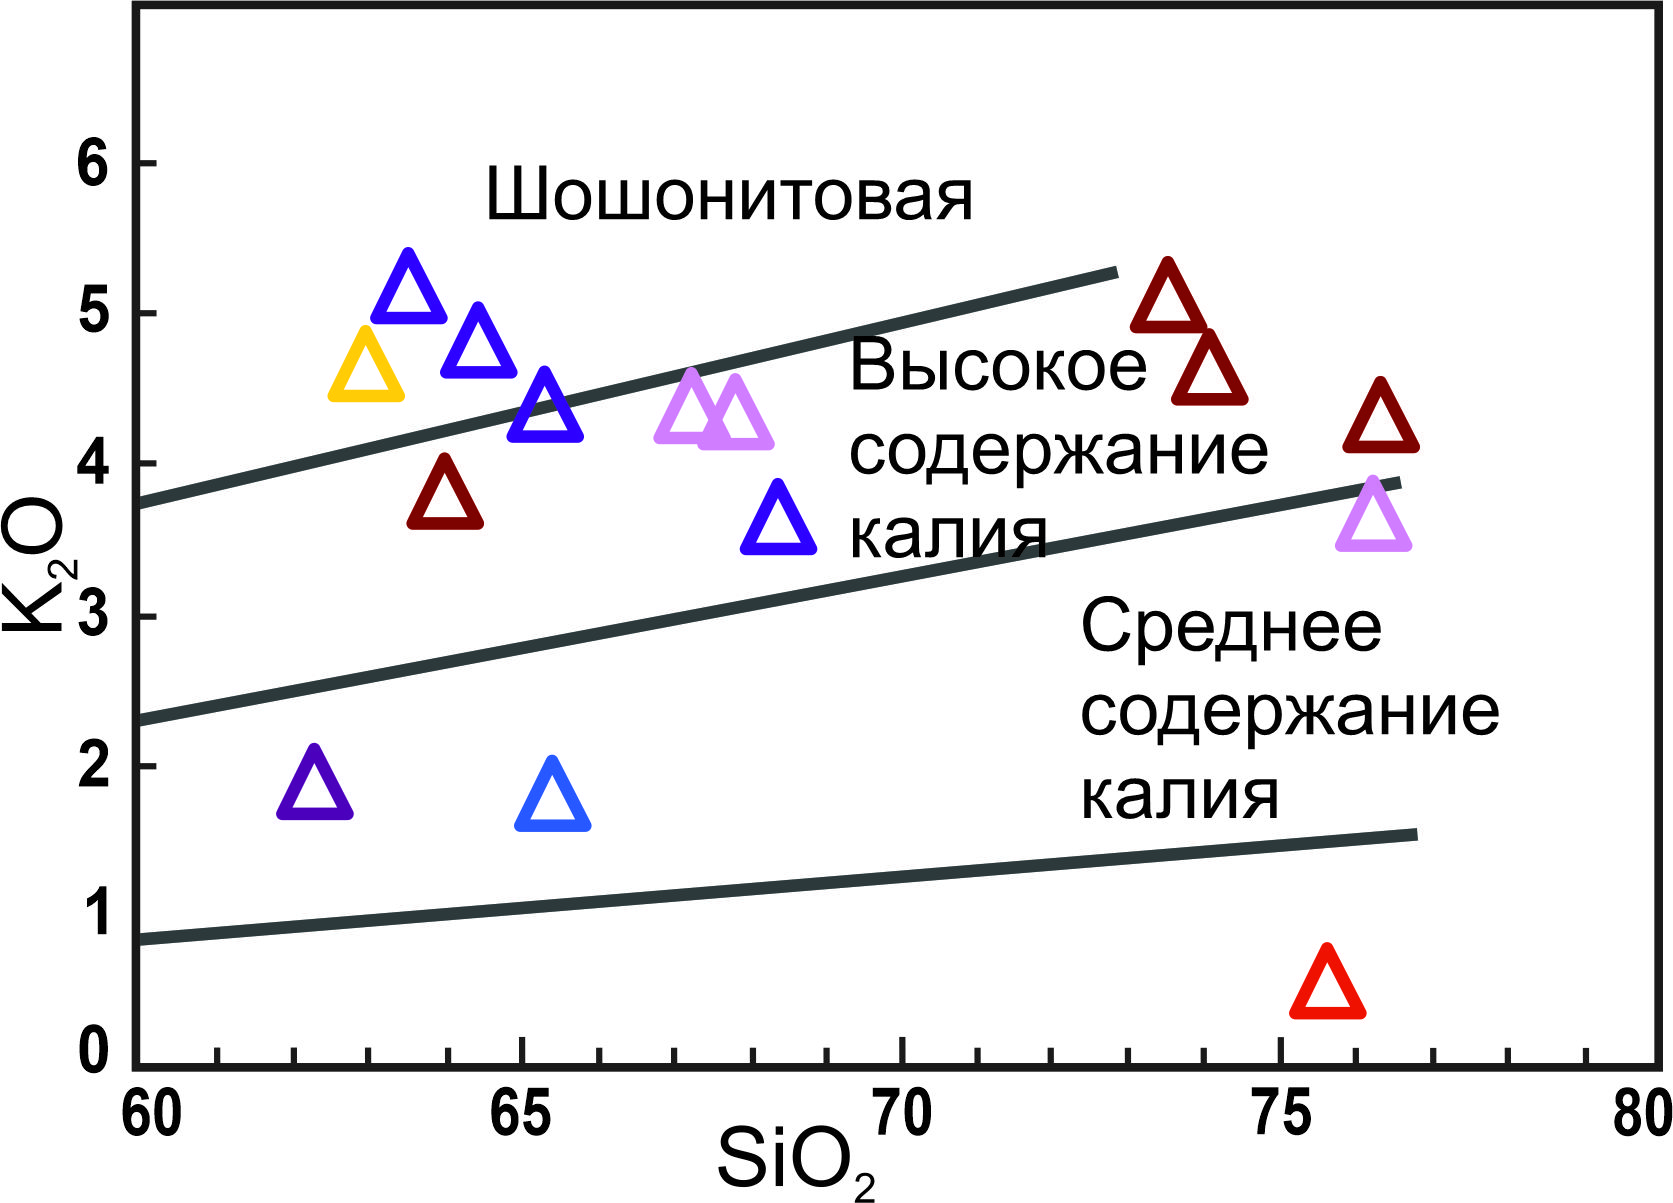 6
Шошонитовая
5
Высокое
содержание
калия
4
K₂O
3
Среднее
содержание
калия
2
1
0
60 65 70 75 80
SiO₂